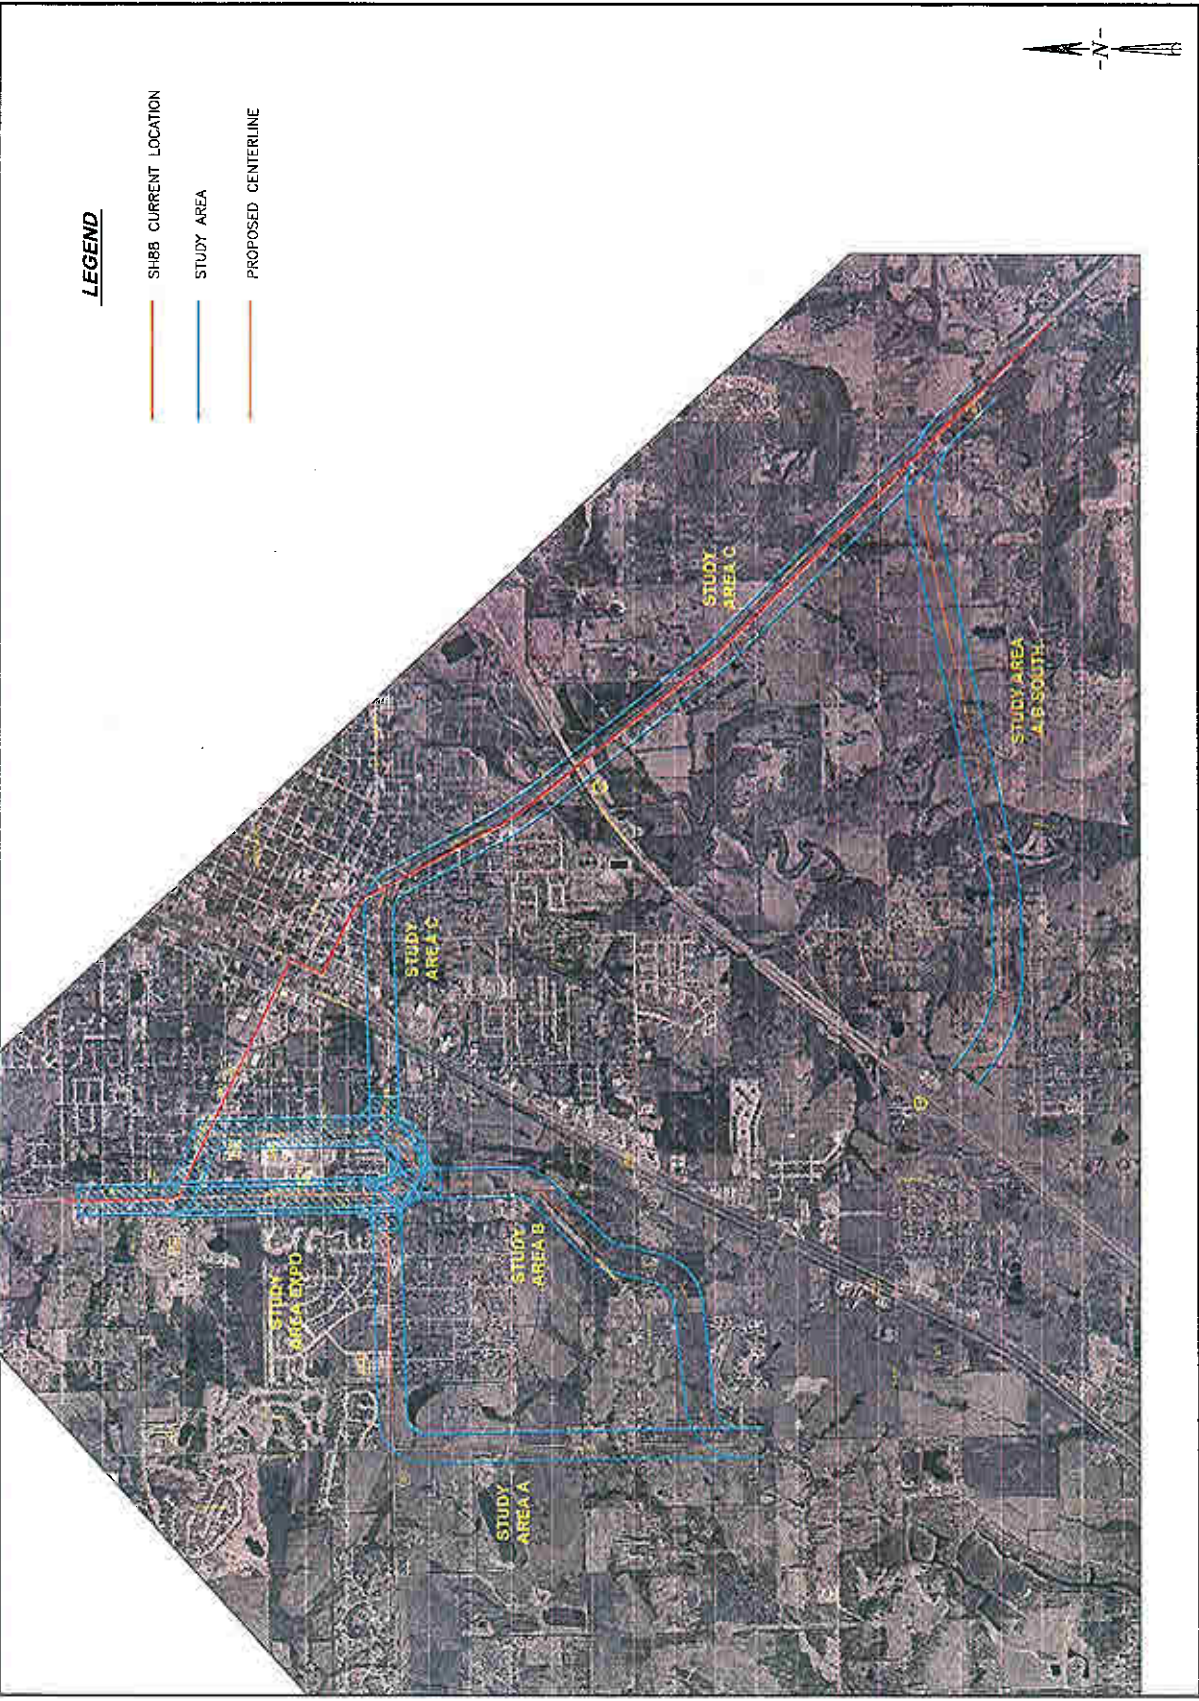 LEGEND
SH88 CURRENT LOCATION
STUDY AREA
PROPOSED CENTERLINE
-N-
STUDY
AREA C
STUDY
AREA C
STUDY AREA
A,B SOUTH
STUDY
AREA EXPO
STUDY
AREA B
STUDY
AREA A